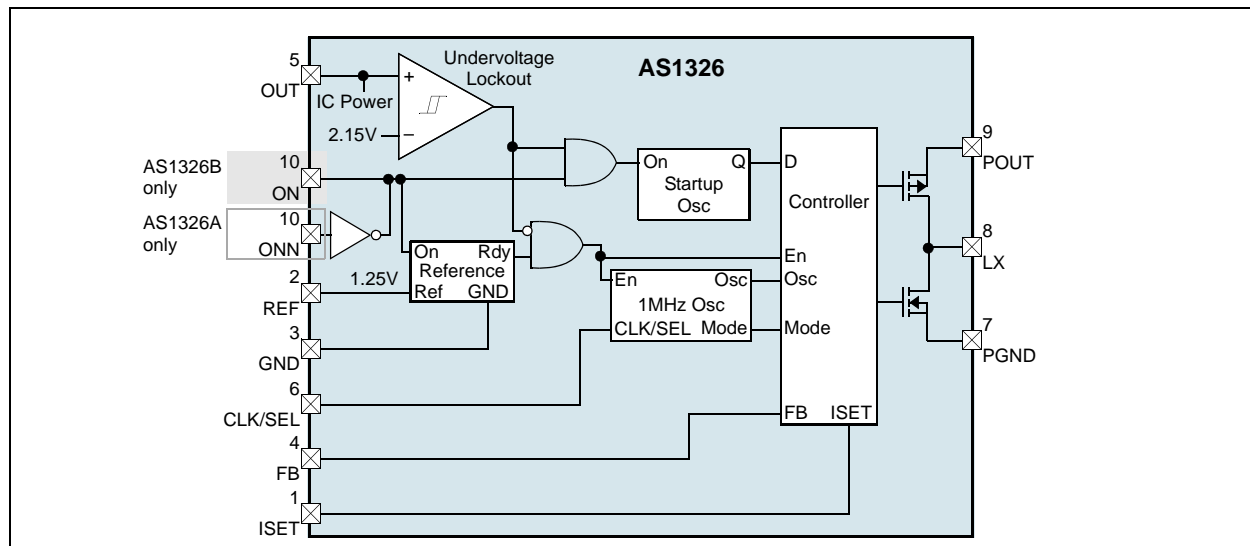 AS1326
Undervoltage
Lockout
5
OUT
IC Power
+
2.15V
–
AS1326B
only
10
ON
AS1326A
only
10
ONN
2
REF
1.25V
3
GND
6
CLK/SEL
4
FB
1
ISET
On Rdy
Reference
Ref GND
On Q
Startup
Osc
En Osc
1MHz Osc
CLK/SEL Mode
D
Controller
En
Osc
Mode
FB ISET
9
POUT
8
LX
7
PGND